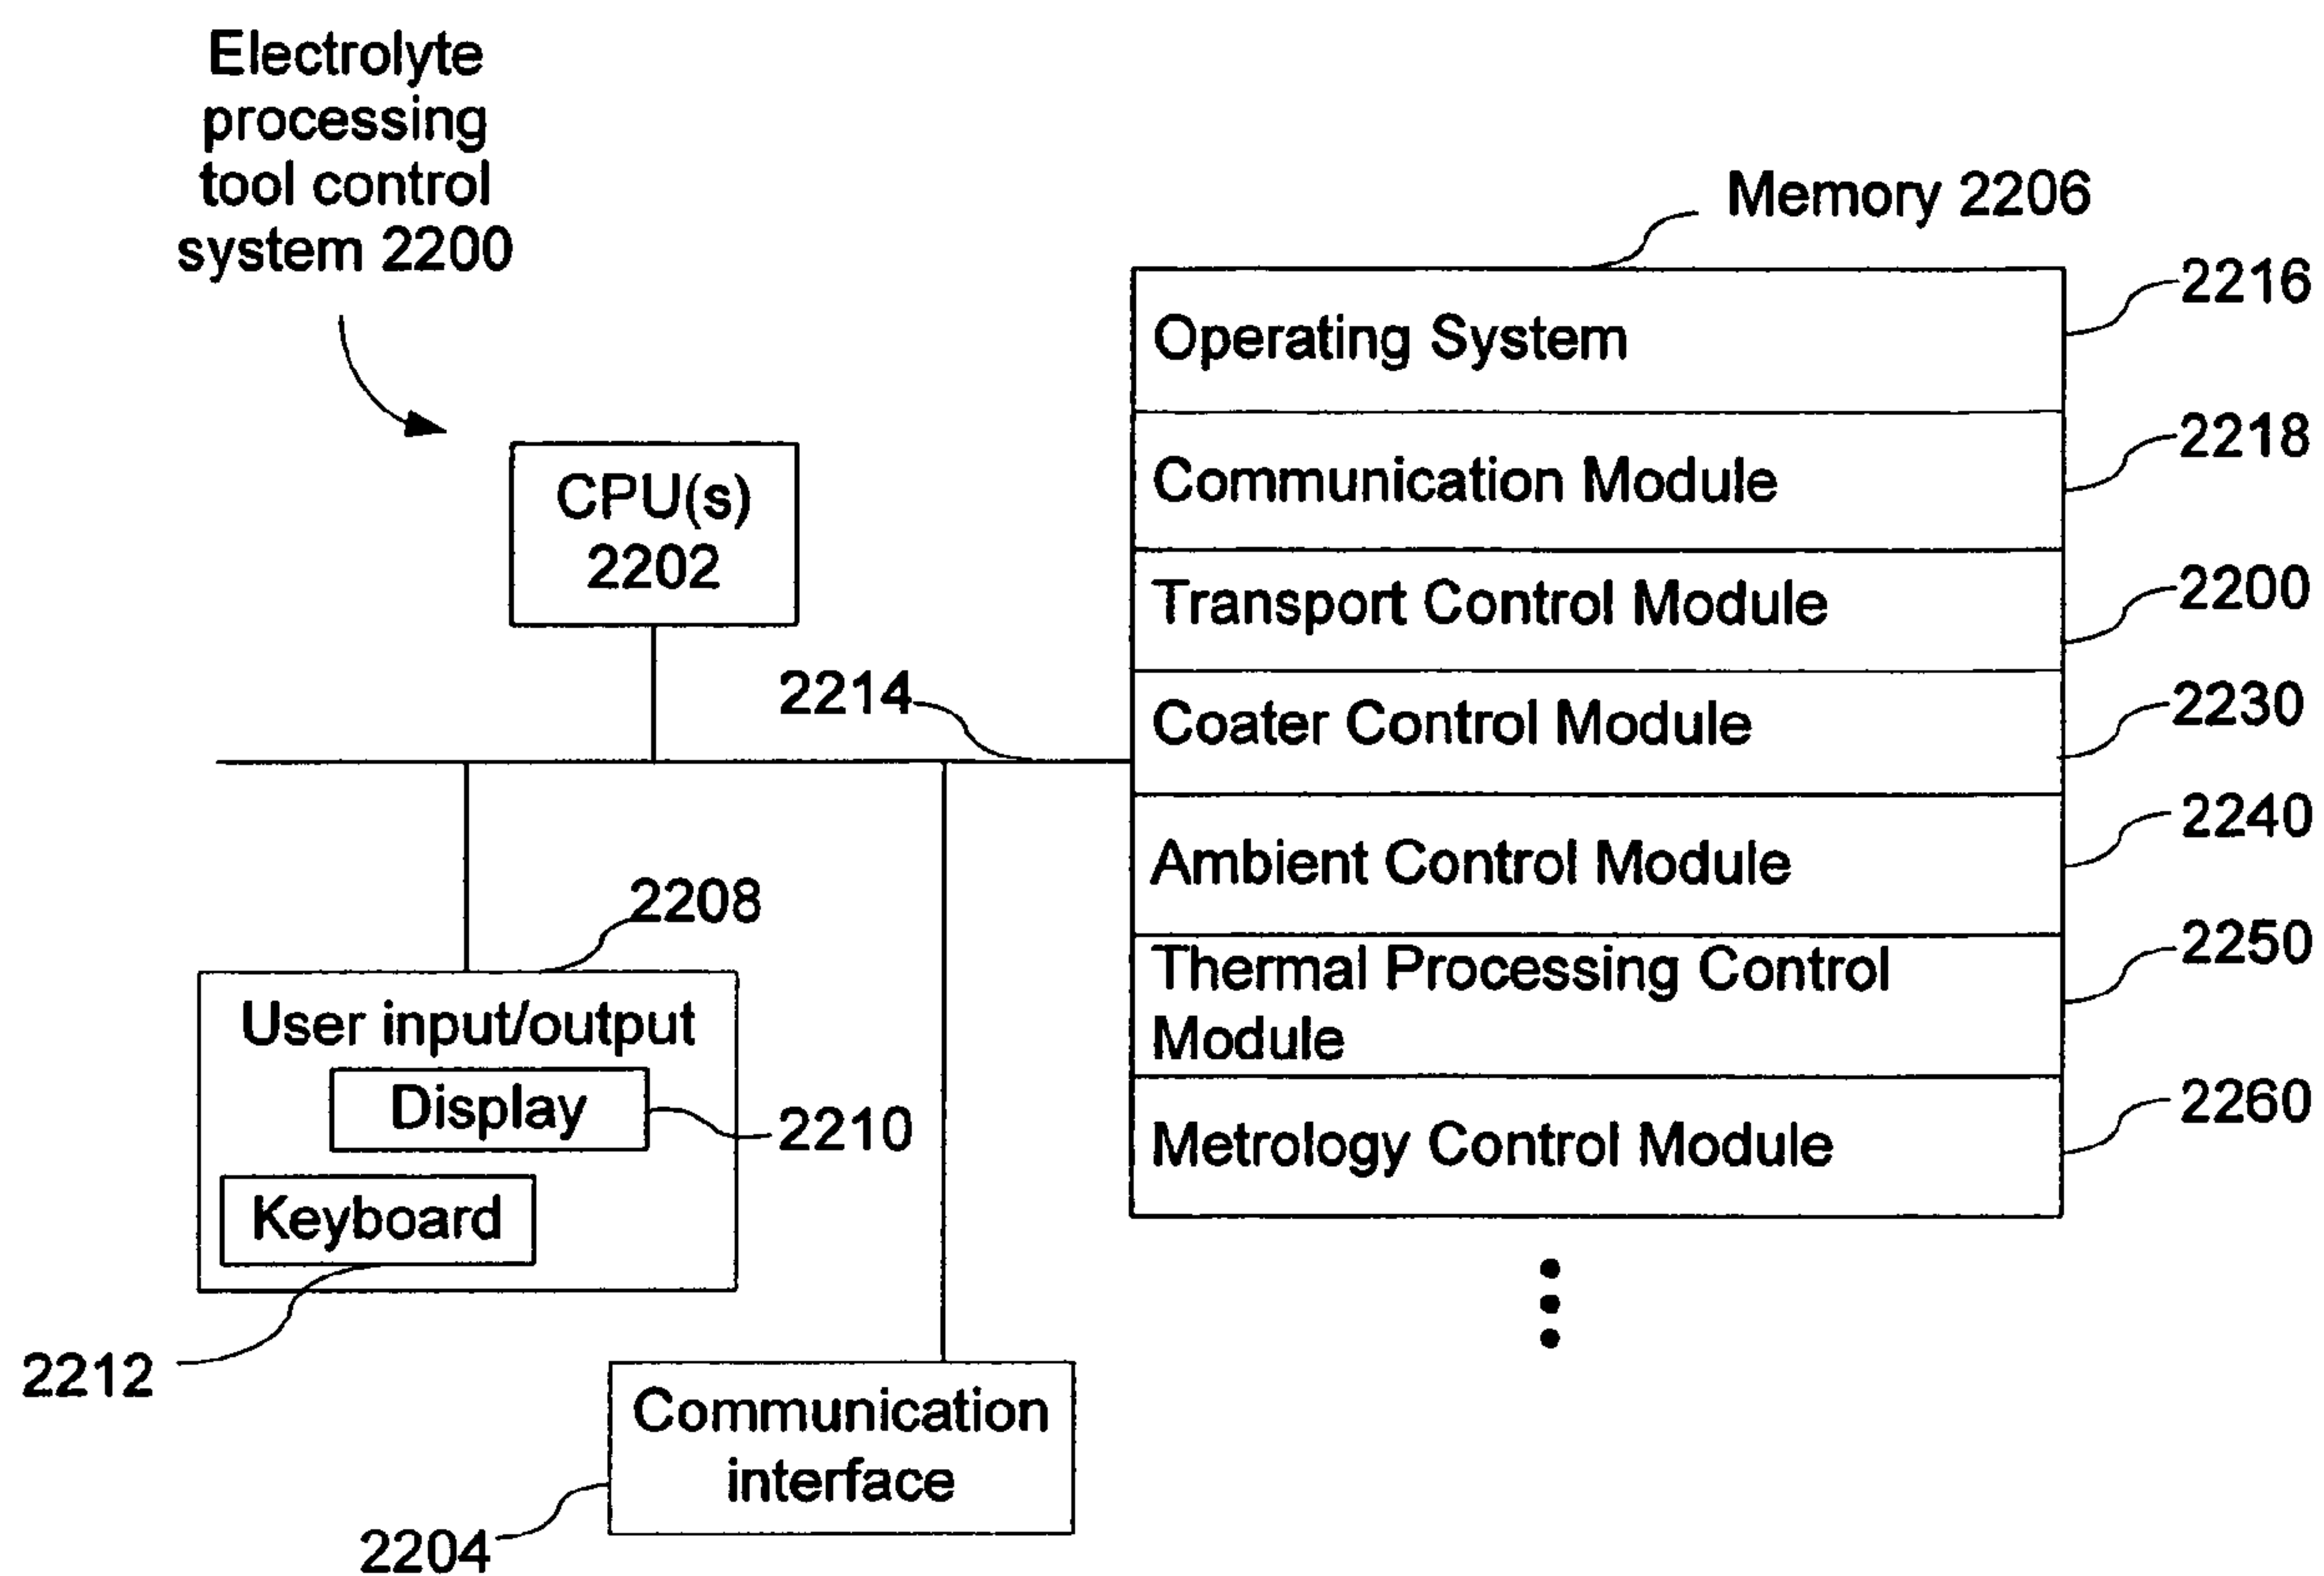 Electrolyte
processing
tool control
system 2200
Memory 2206
2216
Operating System
2218
Communication Module
CPU(s)
2202
2200
Transport Control Module
2214
2230
Coater Control Module
2240
Ambient Control Module
2208
2250
Thermal Processing Control
Module
User input/output
Display
2210
2260
Metrology Control Module
Keyboard
2212
Communication
interface
2204